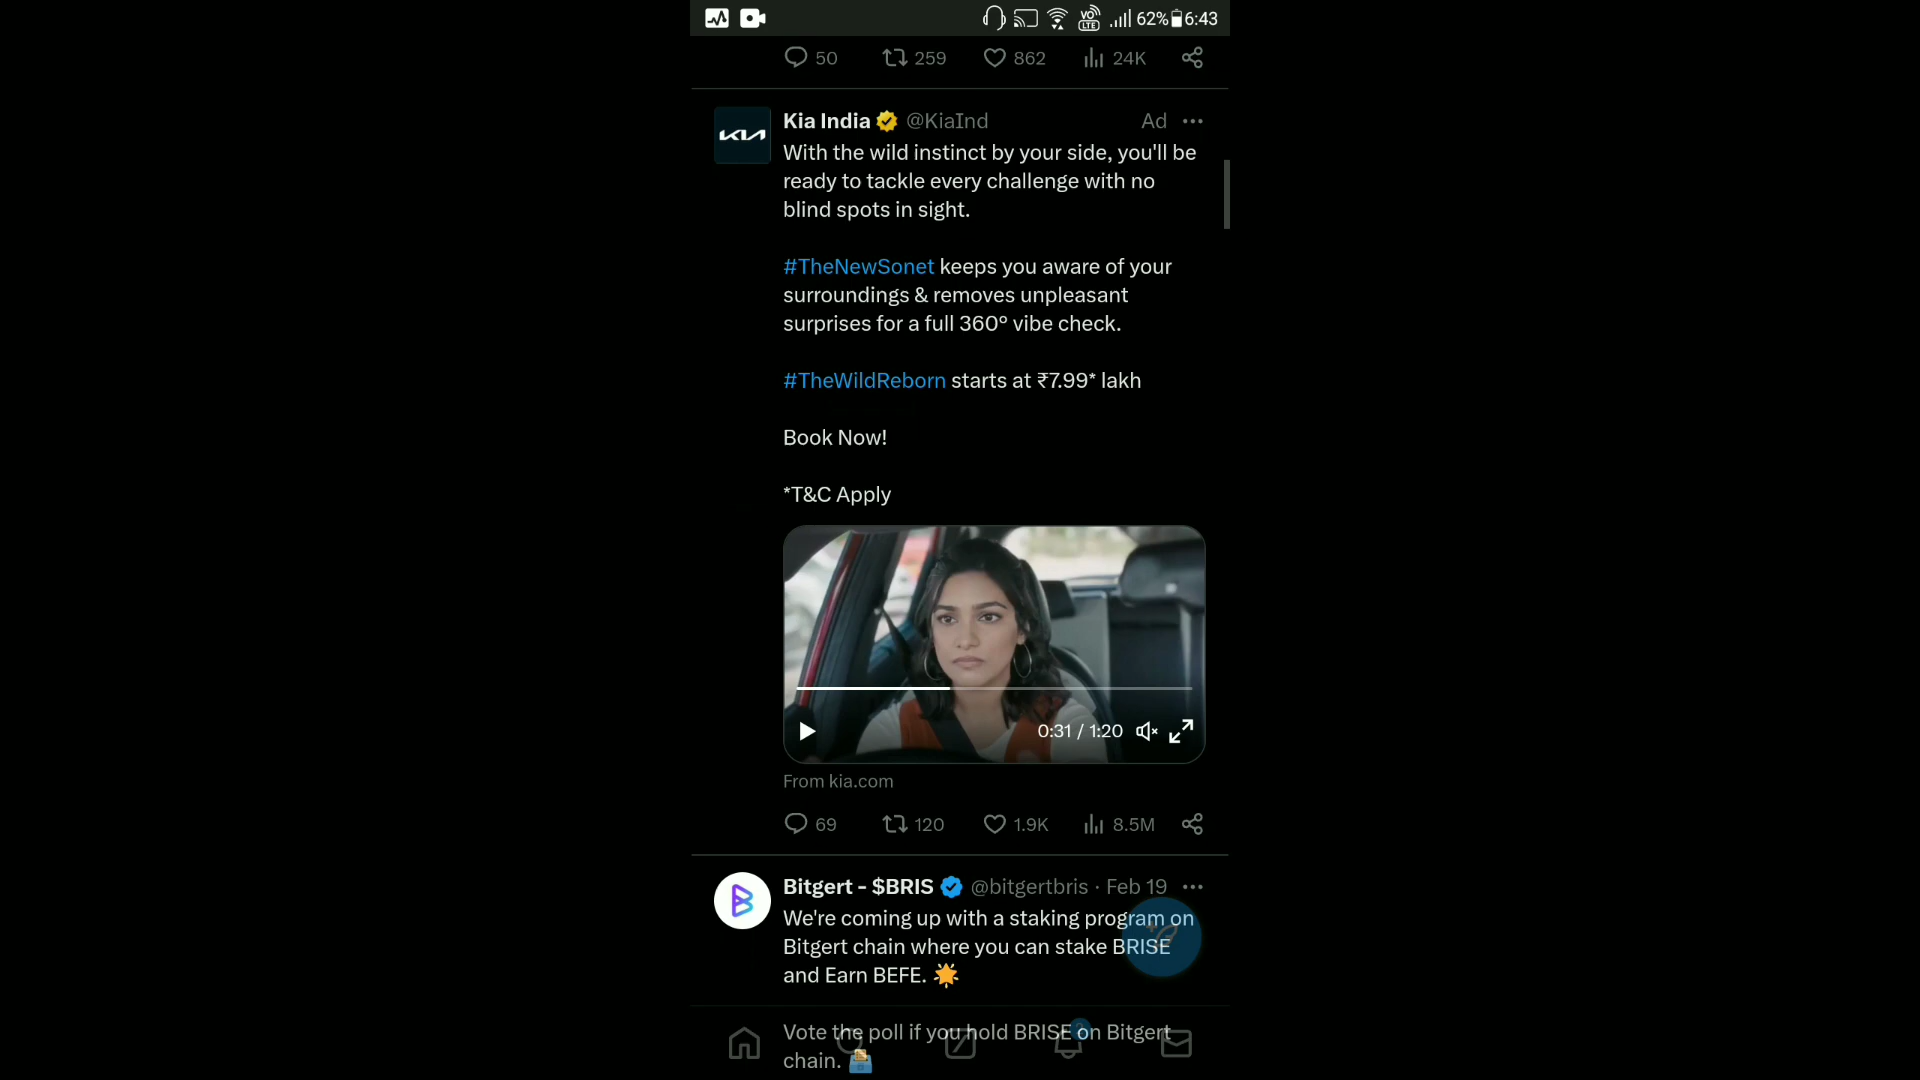 62% 6:43
50 259 862 24K
Kia India @KiaInd Ad
With the wild instinct by your side, you'll be
ready to tackle every challenge with no
blind spots in sight.
#TheNewSonet keeps you aware of your
surroundings & removes unpleasant
surprises for a full 360° vibe check.
#TheWildReborn starts at ₹7.99* lakh
Book Now!
*T&C Apply
0:31 / 1:20
From kia.com
69 120 1.9K 8.5M
Bitgert - $BRIS @bitgertbris · Feb 19
We're coming up with a staking program on
Bitgert chain where you can stake BRISE
and Earn BEFE.
Vote the poll if you hold BRISE on Bitgert
chain.